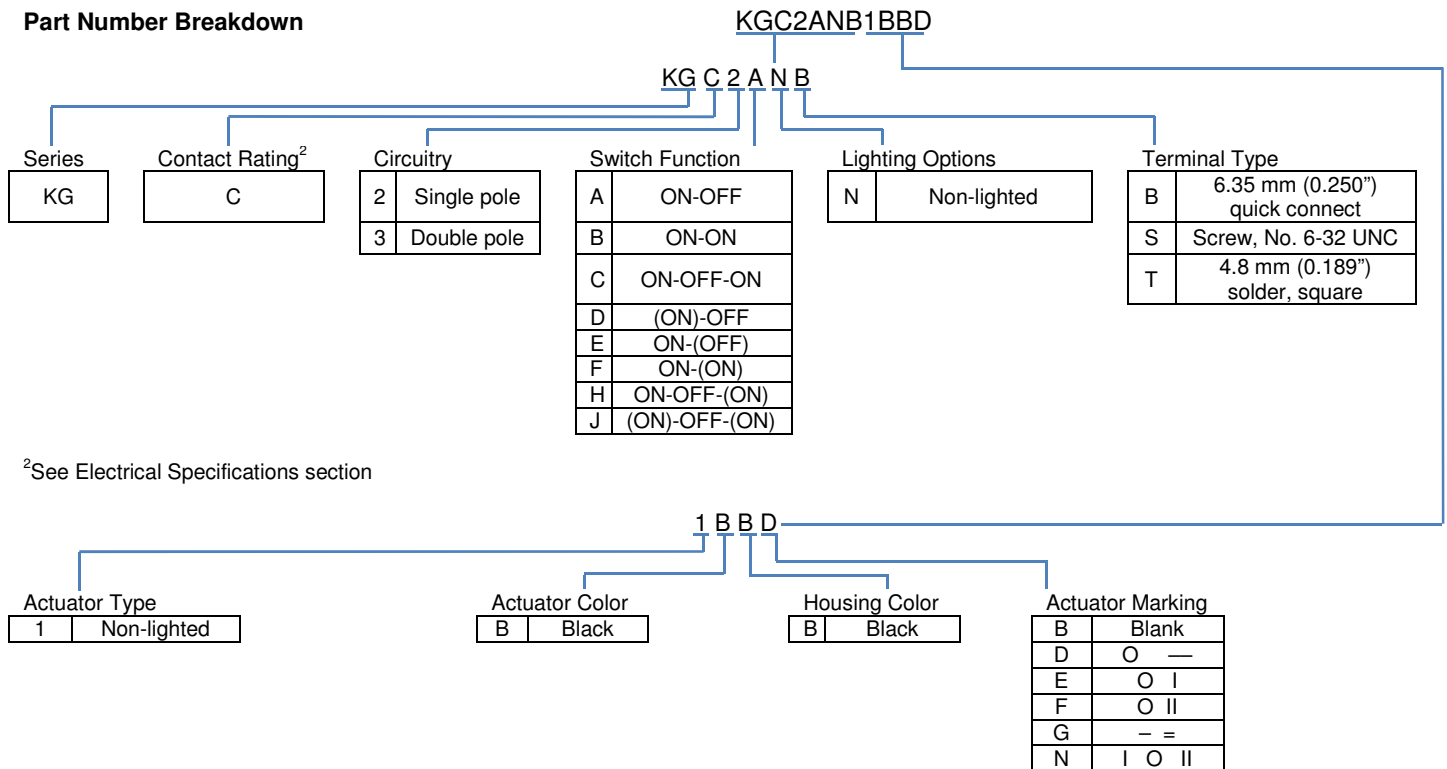 Part Number Breakdown
KGC2ANB1BBD
KG C 2 A N B
Series
KG
Contact Rating2
C
Circuitry
2 Single pole
3 Double pole
Switch Function
A ON-OFF
B ON-ON
C ON-OFF-ON
D (ON)-OFF
E ON-(OFF)
F ON-(ON)
H ON-OFF-(ON)
J (ON)-OFF-(ON)
Lighting Options
N Non-lighted
Terminal Type
B 6.35 mm (0.250”)
quick connect
S Screw, No. 6-32 UNC
T 4.8 mm (0.189”)
solder, square
2See Electrical Specifications section
1 B B D
Actuator Type
1 Non-lighted
Actuator Color
B Black
Housing Color
B Black
Actuator Marking
B Blank
D O —
E O I
F O II
G – =
N I O II